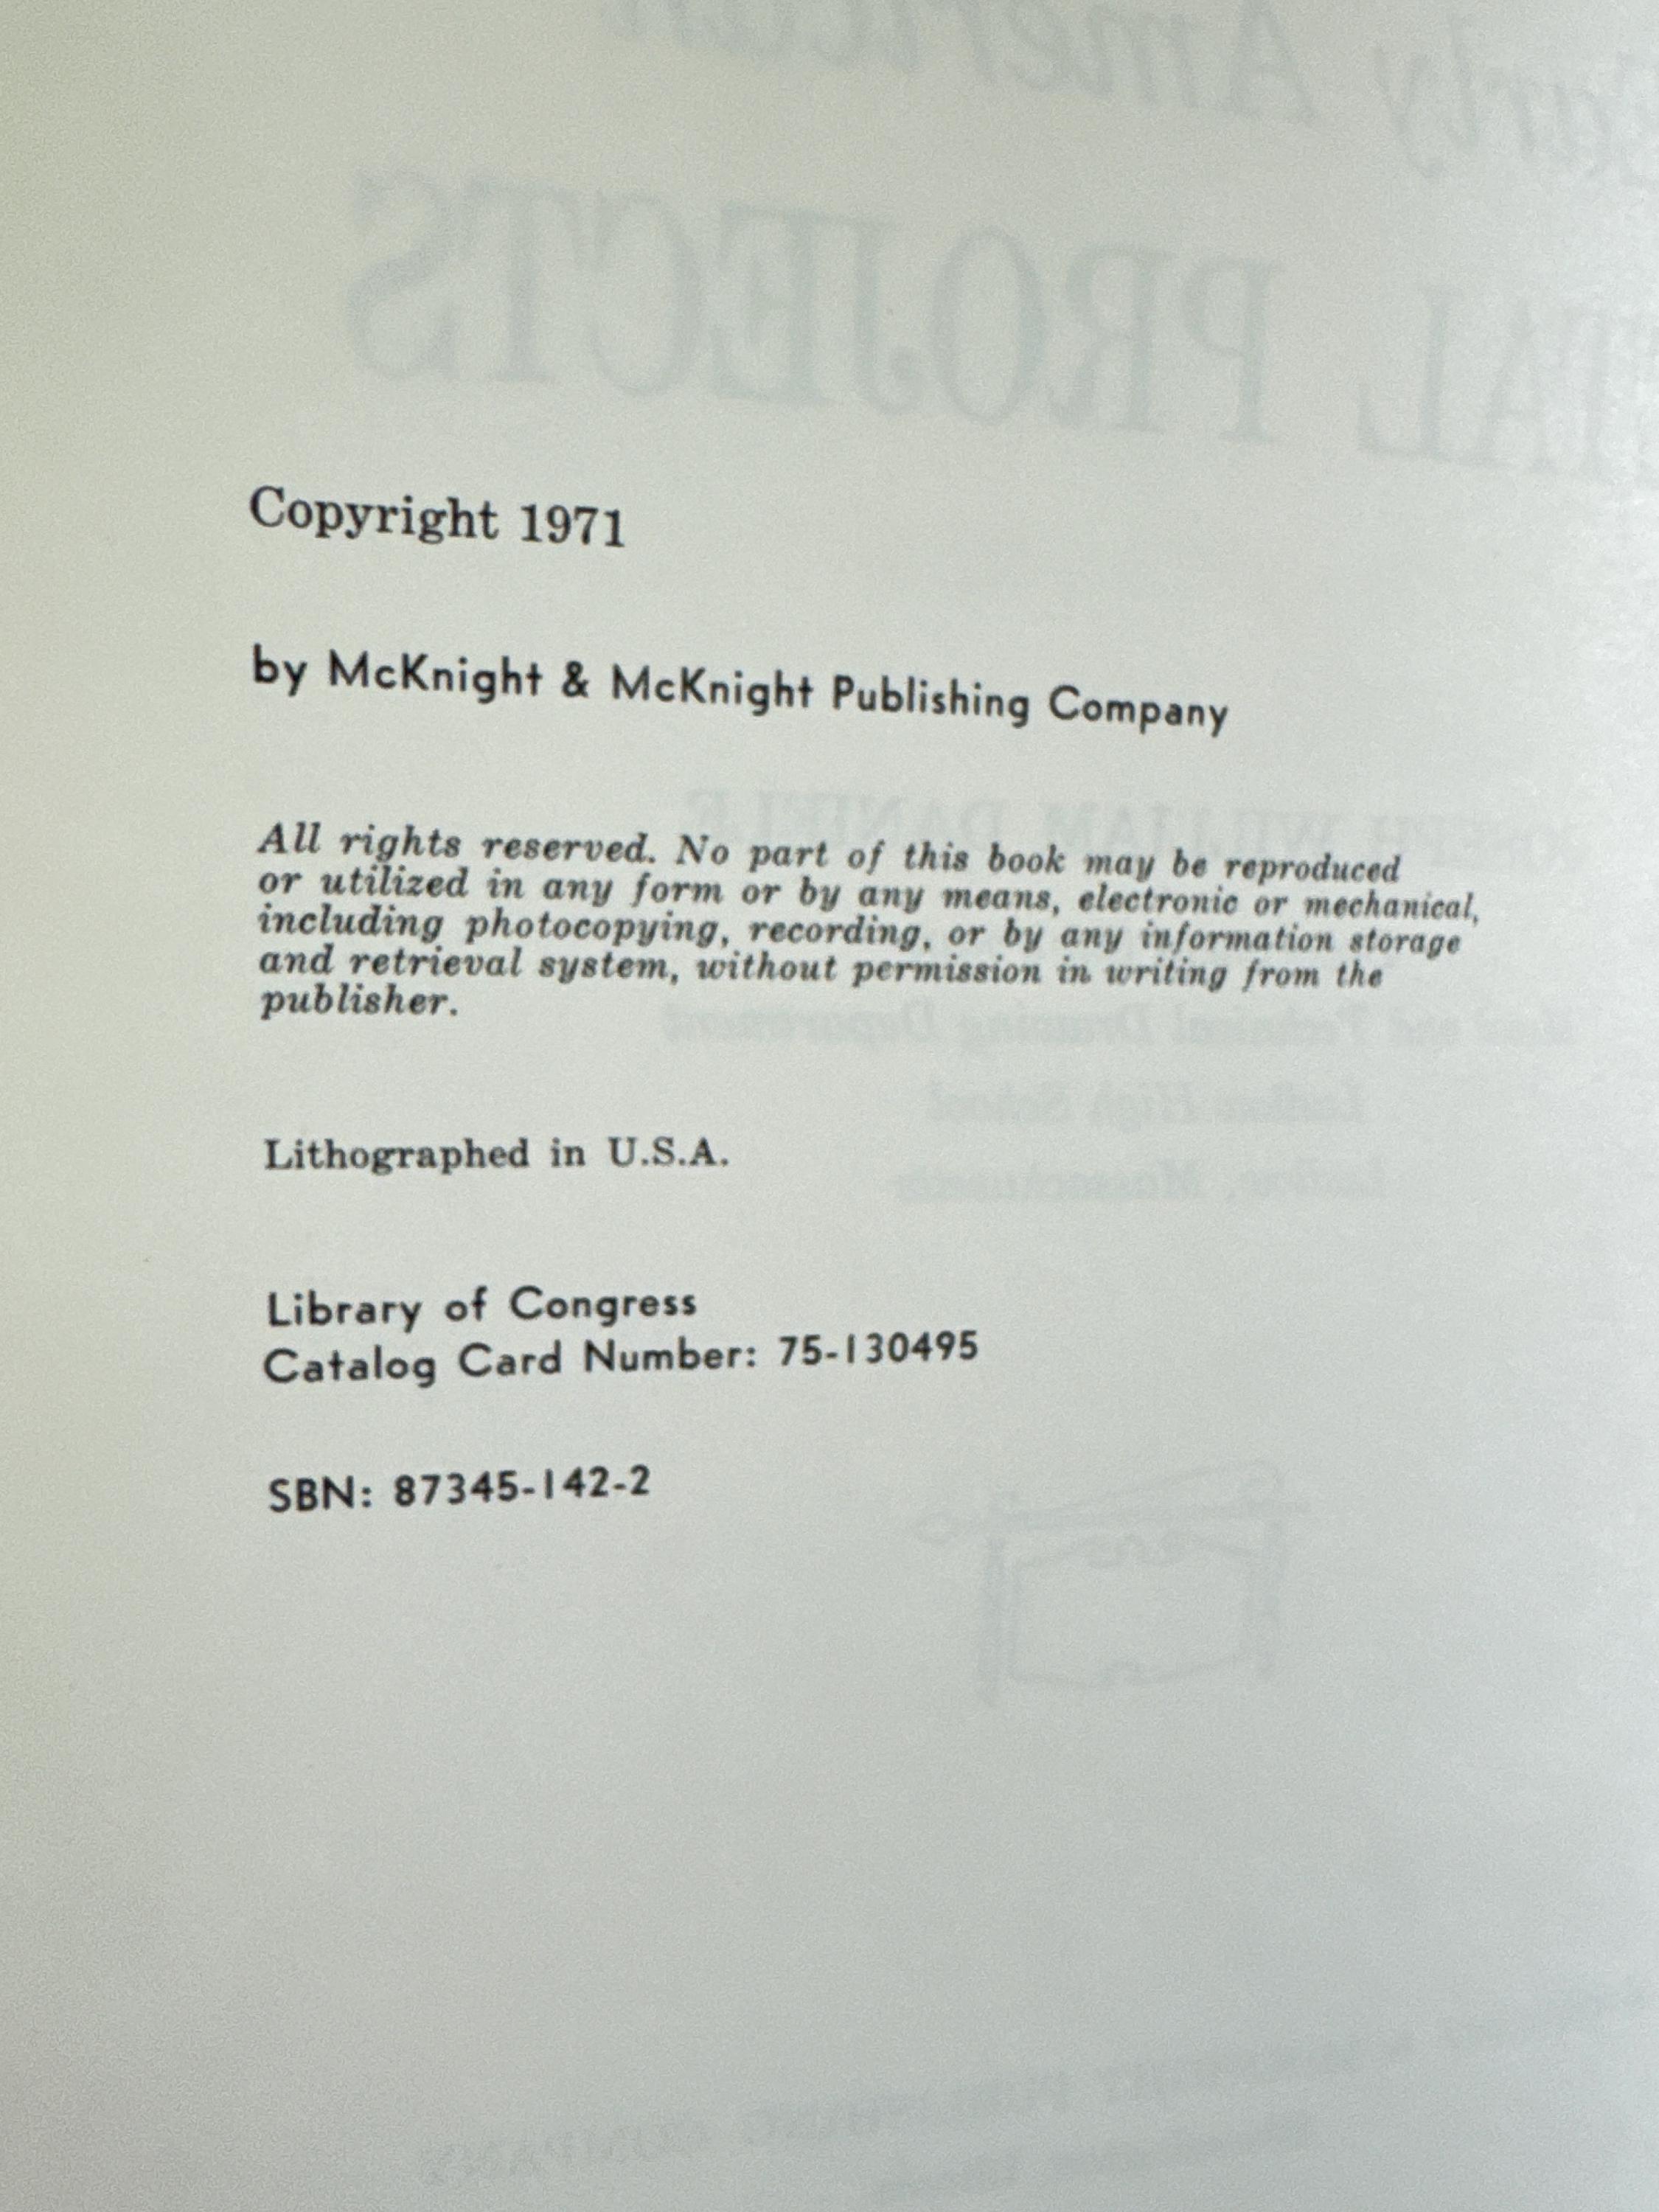 Early American
PROJECTS
Copyright 1971
by McKnight & McKnight Publishing Company
All rights reserved. No part of this book may be reproduced
or utilized in any form or by any means, electronic or mechanical,
including photocopying, recording, or by any information storage
and retrieval system, without permission in writing from the
publisher.
Lithographed in U.S.A.
Library of Congress
Catalog Card Number: 75-130495
SBN: 87345-142-2